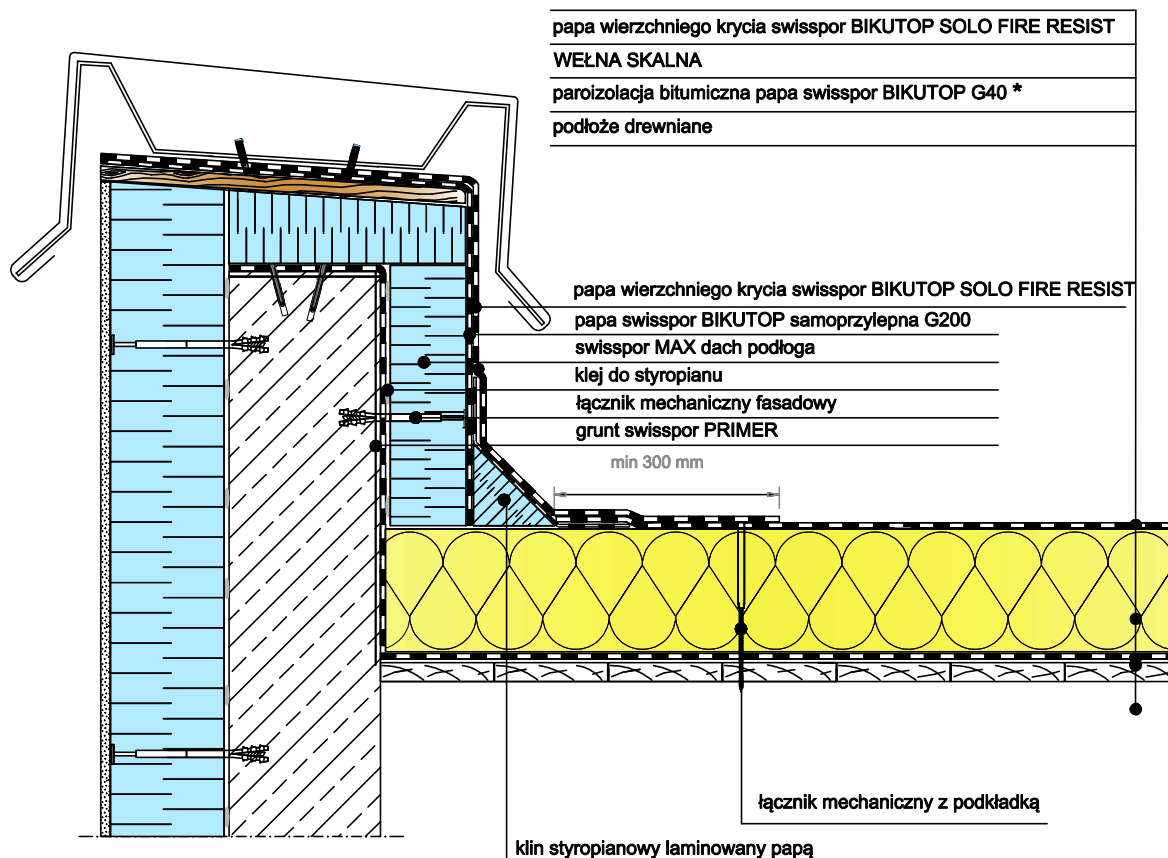 papa wierzchniego krycia swisspor BIKUTOP SOLO FIRE RESIST
WEŁNA SKALNA
paroizolacja bitumiczna papa swisspor BIKUTOP G40 *
podłoże drewniane
papa wierzchniego krycia swisspor BIKUTOP SOLO FIRE RESIST
papa swisspor BIKUTOP samoprzylepna G200
swisspor MAX dach podłoga
klej do styropianu
łącznik mechaniczny fasadowy
grunt swisspor PRIMER
min 300 mm
łącznik mechaniczny z podkładką
klin styropianowy laminowany papą